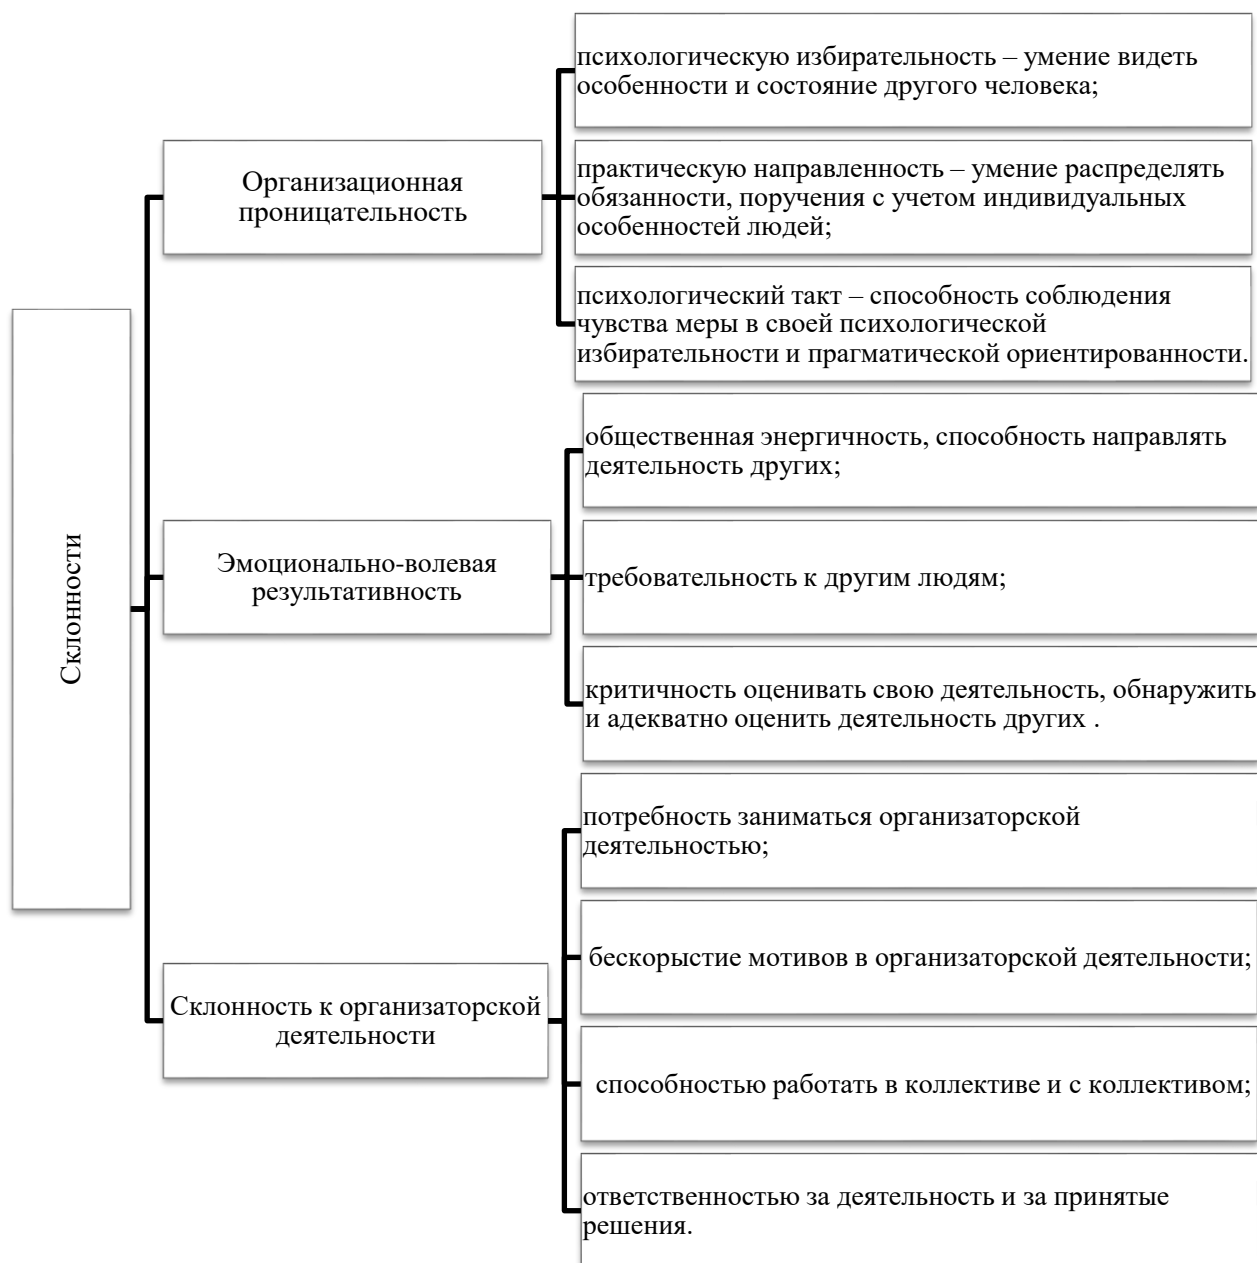 Склонности
Организационная
проницательность
психологическую избирательность – умение видеть
особенности и состояние другого человека;
практическую направленность – умение распределять
обязанности, поручения с учетом индивидуальных
особенностей людей;
психологический такт – способность соблюдения
чувства меры в своей психологической
избирательности и прагматической ориентированности.
Эмоционально-волевая
результативность
общественная энергичность, способность направлять
деятельность других;
требовательность к другим людям;
критичность оценивать свою деятельность, обнаружить
и адекватно оценить деятельность других .
Склонность к организаторской
деятельности
потребность заниматься организаторской
деятельностью;
бескорыстие мотивов в организаторской деятельности;
способностью работать в коллективе и с коллективом;
ответственностью за деятельность и за принятые
решения.